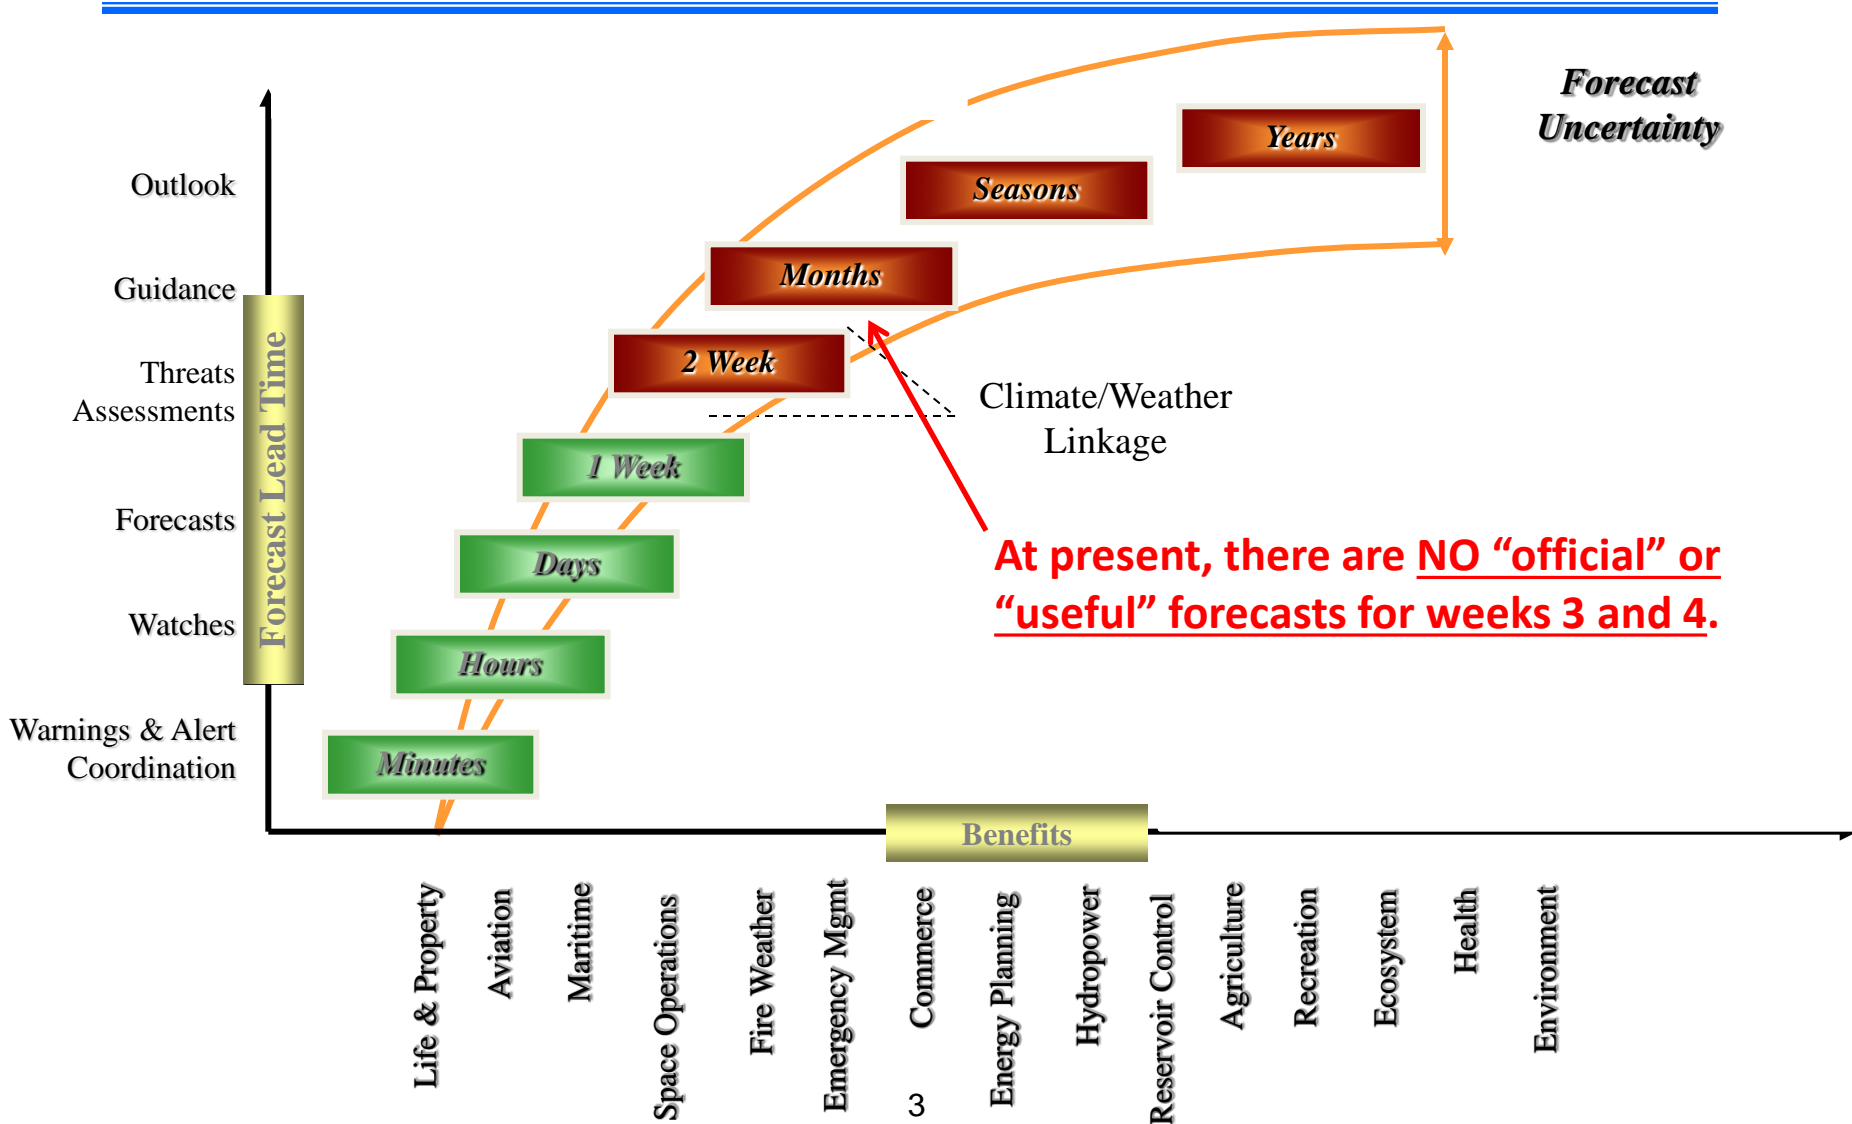 Forecast
Uncertainty
Years
Outlook
Seasons
Guidance
Months
Threats
Assessments
2 Week
Climate/Weather
Linkage
Forecast Lead Time
1 Week
Forecasts
Days
At present, there are NO “official” or
“useful” forecasts for weeks 3 and 4.
Watches
Hours
Warnings & Alert
Coordination
Minutes
Benefits
Life & Property
Aviation
Maritime
Space Operations
Fire Weather
Emergency Mgmt
Commerce
Energy Planning
Hydropower
Reservoir Control
Agriculture
Recreation
Ecosystem
Health
Environment
3